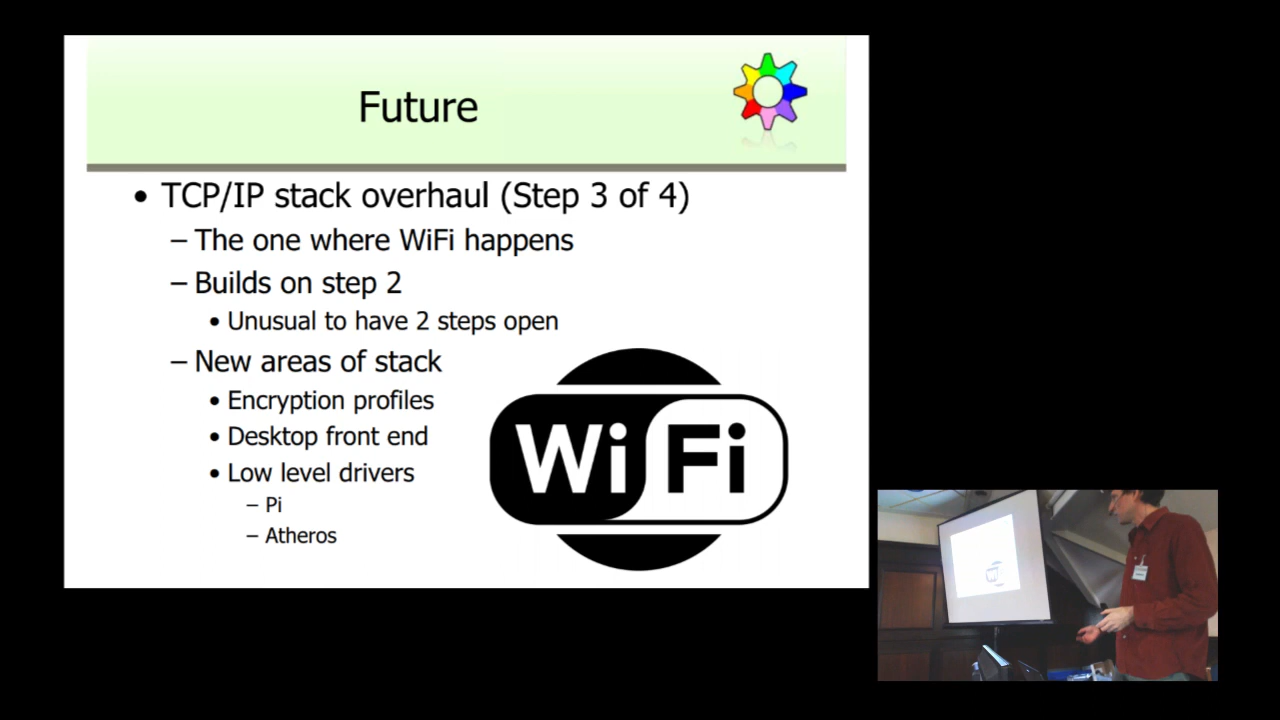 Future
• TCP/IP stack overhaul (Step 3 of 4)
– The one where WiFi happens
– Builds on step 2
• Unusual to have 2 steps open
– New areas of stack
• Encryption profiles
• Desktop front end
• Low level drivers
– Pi
– Atheros
Wi Fi